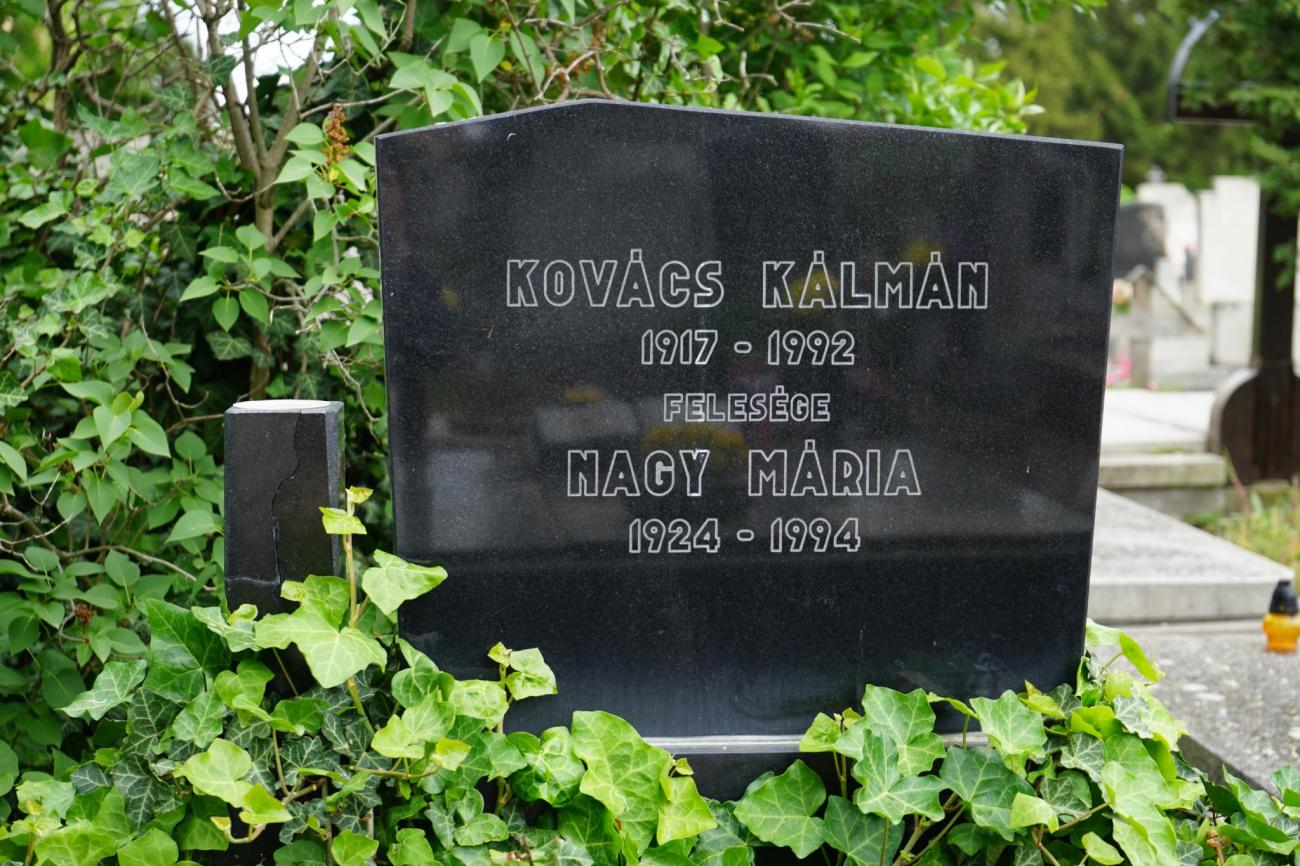 KOVÁCS KÁLMÁN
1917 - 1992
FELESÉGE
NAGY MÁRIA
1924 - 1994